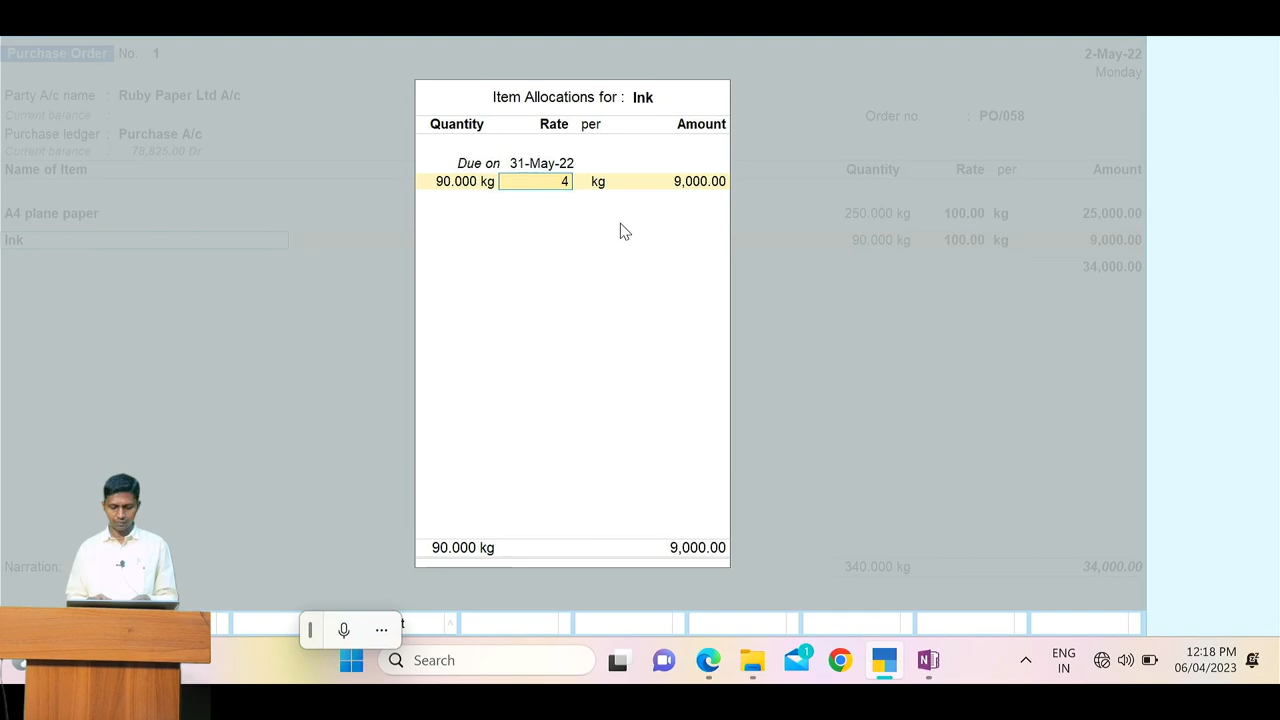 Purchase Order No. 1
2-May-22
Monday
Party A/c name : Ruby Paper Ltd A/c
Current balance :
Order no : PO/058
Purchase ledger : Purchase A/c
Current balance : 78,825.00 Dr
Name of Item Quantity Rate per Amount
A4 plane paper 250.000 kg 100.00 kg 25,000.00
Ink 90.000 kg 100.00 kg 9,000.00
34,000.00
Item Allocations for : Ink
Quantity Rate per Amount
Due on 31-May-22
90.000 kg 4 kg 9,000.00
90.000 kg 9,000.00
Narration: 340.000 kg 34,000.00
Search
1
ENG
IN
12:18 PM
06/04/2023